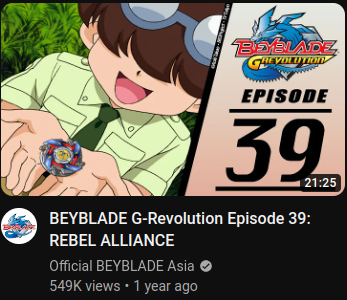 BEYBLADE
G-REVOLUTION
EPISODE
39
21:25
BEYBLADE G-Revolution Episode 39:
REBEL ALLIANCE
Official BEYBLADE Asia
549K views • 1 year ago